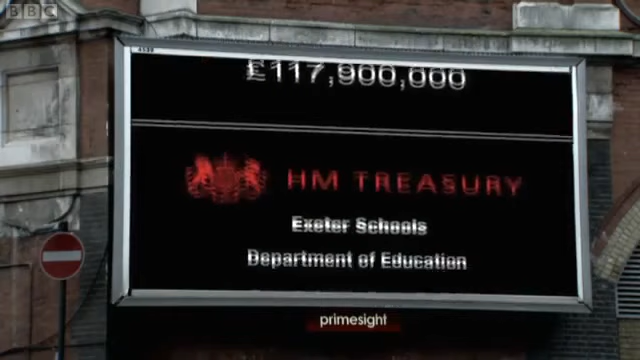 BBC
£117,900,000
HM TREASURY
Exeter Schools
Department of Education
primesight